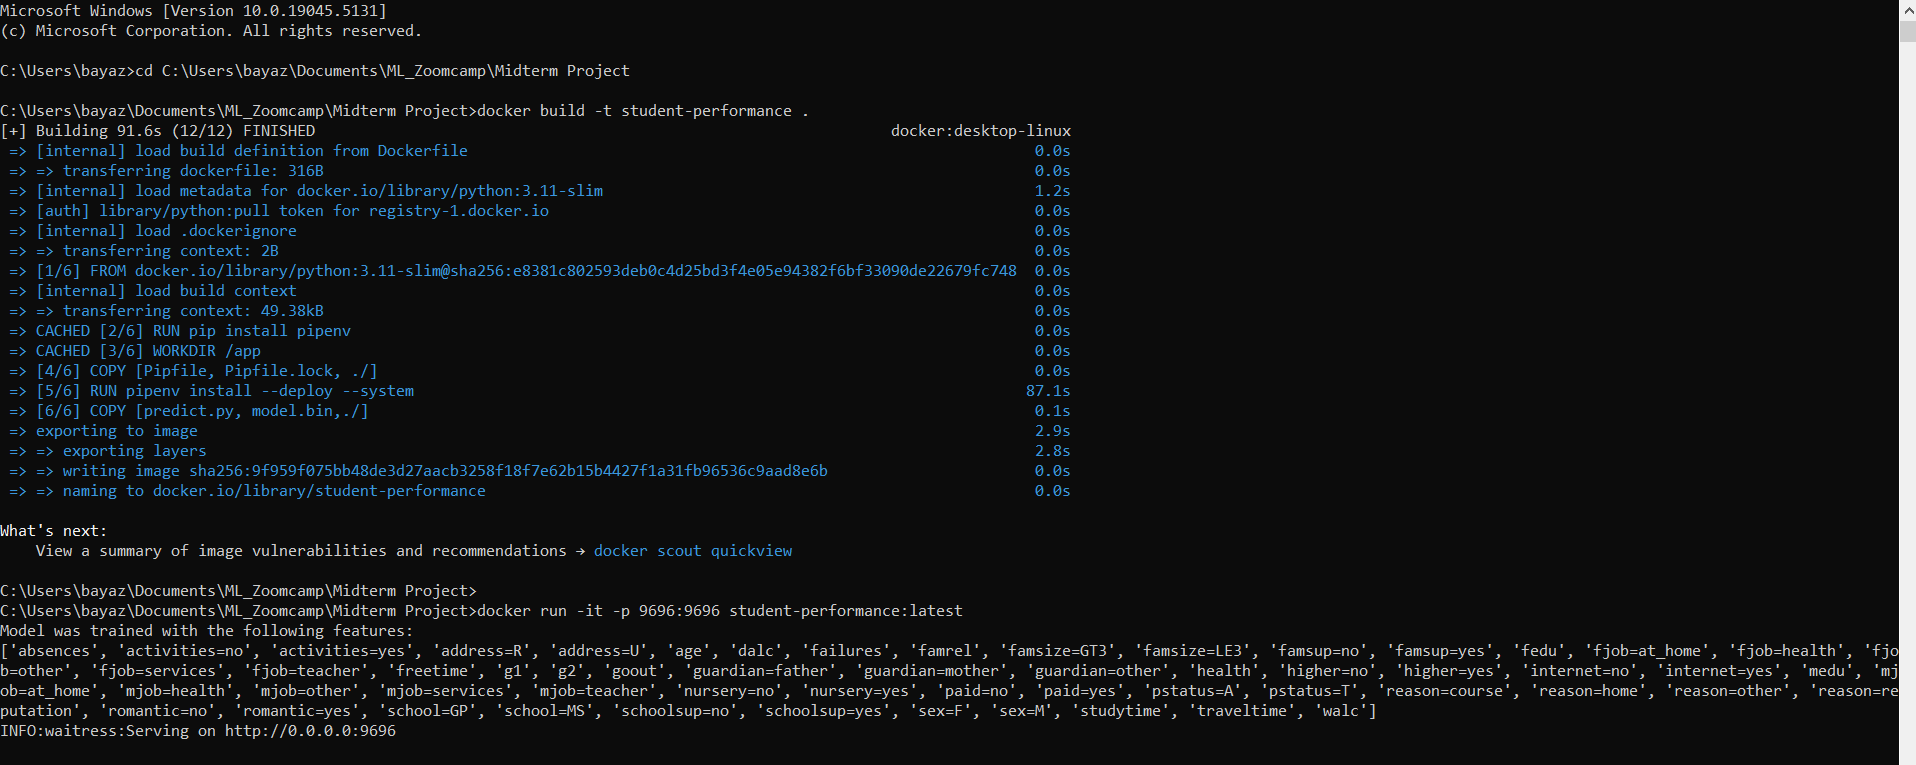 Microsoft Windows [Version 10.0.19045.5131]
(c) Microsoft Corporation. All rights reserved.
C:\Users\bayaz>cd C:\Users\bayaz\Documents\ML_Zoomcamp\Midterm Project
C:\Users\bayaz\Documents\ML_Zoomcamp\Midterm Project>docker build -t student-performance .
[+] Building 91.6s (12/12) FINISHED docker:desktop-linux
=> [internal] load build definition from Dockerfile 0.0s
=> => transferring dockerfile: 316B 0.0s
=> [internal] load metadata for docker.io/library/python:3.11-slim 1.2s
=> [auth] library/python:pull token for registry-1.docker.io 0.0s
=> [internal] load .dockerignore 0.0s
=> => transferring context: 2B 0.0s
=> [1/6] FROM docker.io/library/python:3.11-slim@sha256:e8381c802593deb0c4d25bd3f4e05e94382f6bf33090de22679fc748 0.0s
=> [internal] load build context 0.0s
=> => transferring context: 49.38kB 0.0s
=> CACHED [2/6] RUN pip install pipenv 0.0s
=> CACHED [3/6] WORKDIR /app 0.0s
=> [4/6] COPY [Pipfile, Pipfile.lock, ./] 0.0s
=> [5/6] RUN pipenv install --deploy --system 87.1s
=> [6/6] COPY [predict.py, model.bin,./] 0.1s
=> exporting to image 2.9s
=> => exporting layers 2.8s
=> => writing image sha256:9f959f075bb48de3d27aacb3258f18f7e62b15b4427f1a31fb96536c9aad8e6b 0.0s
=> => naming to docker.io/library/student-performance 0.0s
What's next:
View a summary of image vulnerabilities and recommendations → docker scout quickview
C:\Users\bayaz\Documents\ML_Zoomcamp\Midterm Project>
C:\Users\bayaz\Documents\ML_Zoomcamp\Midterm Project>docker run -it -p 9696:9696 student-performance:latest
Model was trained with the following features:
['absences', 'activities=no', 'activities=yes', 'address=R', 'address=U', 'age', 'dalc', 'failures', 'famrel', 'famsize=GT3', 'famsize=LE3', 'famsup=no', 'famsup=yes', 'fedu', 'fjob=at_home', 'fjob=health', 'fjo
b=other', 'fjob=services', 'fjob=teacher', 'freetime', 'g1', 'g2', 'goout', 'guardian=father', 'guardian=mother', 'guardian=other', 'health', 'higher=no', 'higher=yes', 'internet=no', 'internet=yes', 'medu', 'mj
ob=at_home', 'mjob=health', 'mjob=other', 'mjob=services', 'mjob=teacher', 'nursery=no', 'nursery=yes', 'paid=no', 'paid=yes', 'pstatus=A', 'pstatus=T', 'reason=course', 'reason=home', 'reason=other', 'reason=re
putation', 'romantic=no', 'romantic=yes', 'school=GP', 'school=MS', 'schoolsup=no', 'schoolsup=yes', 'sex=F', 'sex=M', 'studytime', 'traveltime', 'walc']
INFO:waitress:Serving on http://0.0.0.0:9696